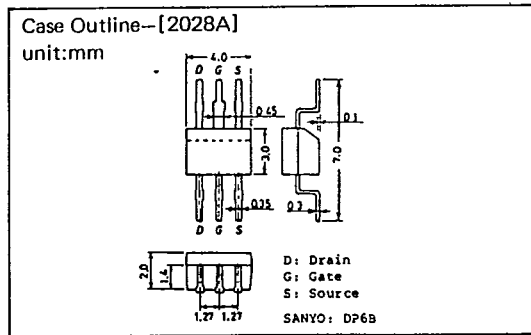 Case Outline—[2028A]
unit:mm
4.0
D G S
0.45
3.0
0.1
7.0
0.35
0.3
D G S
2.0
1.4
1.27 1.27
D: Drain
G: Gate
S: Source
SANYO: DP6B